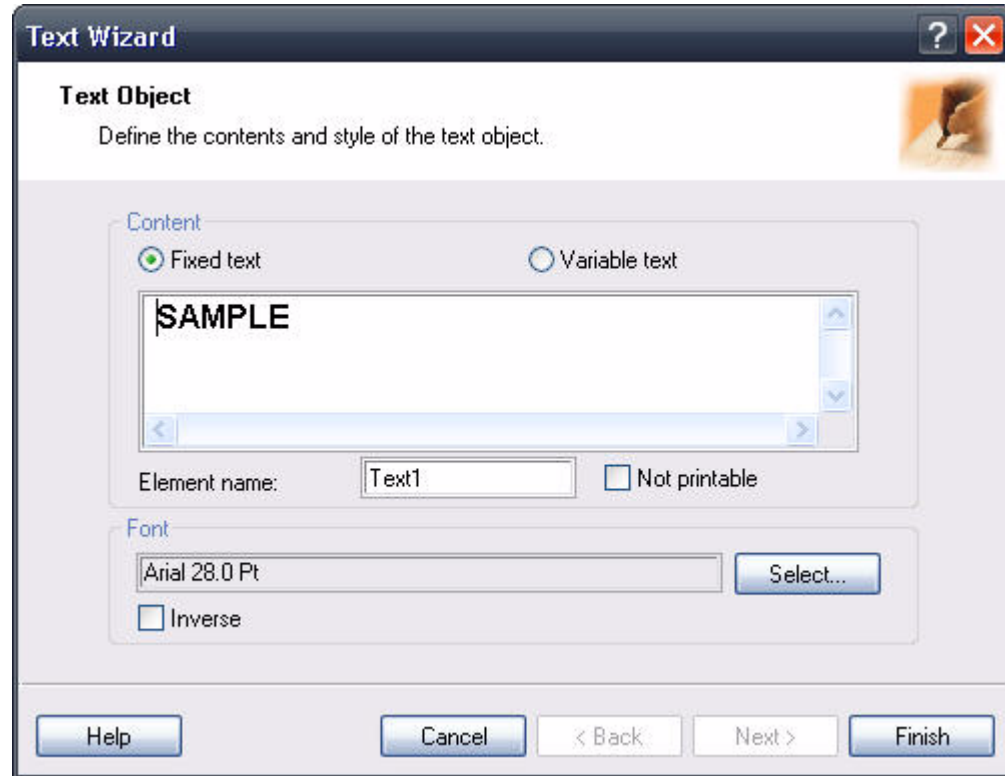 Text Wizard ?
Text Object
Define the contents and style of the text object.
Content
Fixed text Variable text
SAMPLE
Element name: Text1 Not printable
Font
Arial 28.0 Pt Select...
Inverse
Help Cancel < Back Next > Finish